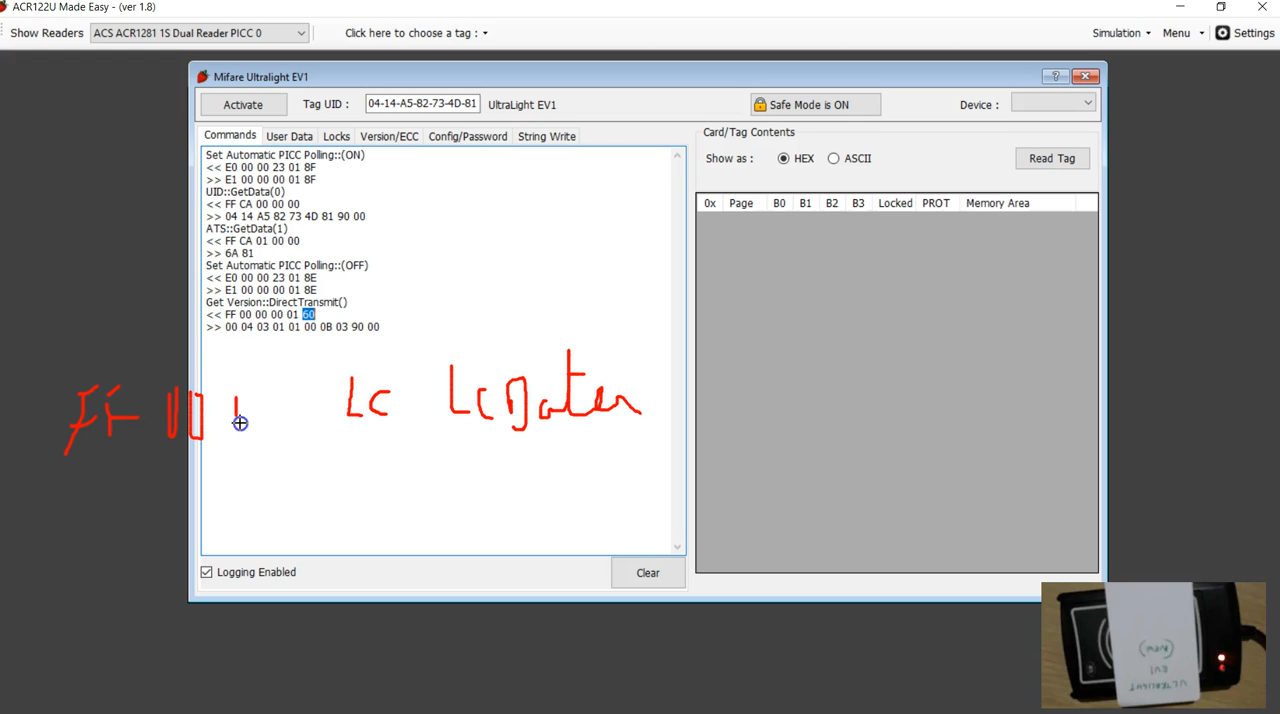 ACR122U Made Easy - (ver 1.8)
Show Readers ACS ACR1281 1S Dual Reader PICC 0 Click here to choose a tag : Simulation Menu Settings
Mifare Ultralight EV1
Activate Tag UID : 04-14-A5-82-73-4D-81 UltraLight EV1 Safe Mode is ON Device :
Commands User Data Locks Version/ECC Config/Password String Write
Card/Tag Contents
Show as : HEX ASCII Read Tag
0x Page B0 B1 B2 B3 Locked PROT Memory Area
Set Automatic PICC Polling::(ON)
<< E0 00 00 23 01 8F
>> E1 00 00 00 01 8F
UID::GetData(0)
<< FF CA 00 00 00
>> 04 14 A5 82 73 4D 81 90 00
ATS::GetData(1)
<< FF CA 01 00 00
>> 6A 81
Set Automatic PICC Polling::(OFF)
<< E0 00 00 23 01 8E
>> E1 00 00 00 01 8E
Get Version::DirectTransmit()
<< FF 00 00 00 01 60
>> 00 04 03 01 01 00 0B 03 90 00
FF 00 LC LC
Logging Enabled Clear
ULTRALIGHT
EV1
(NEW)